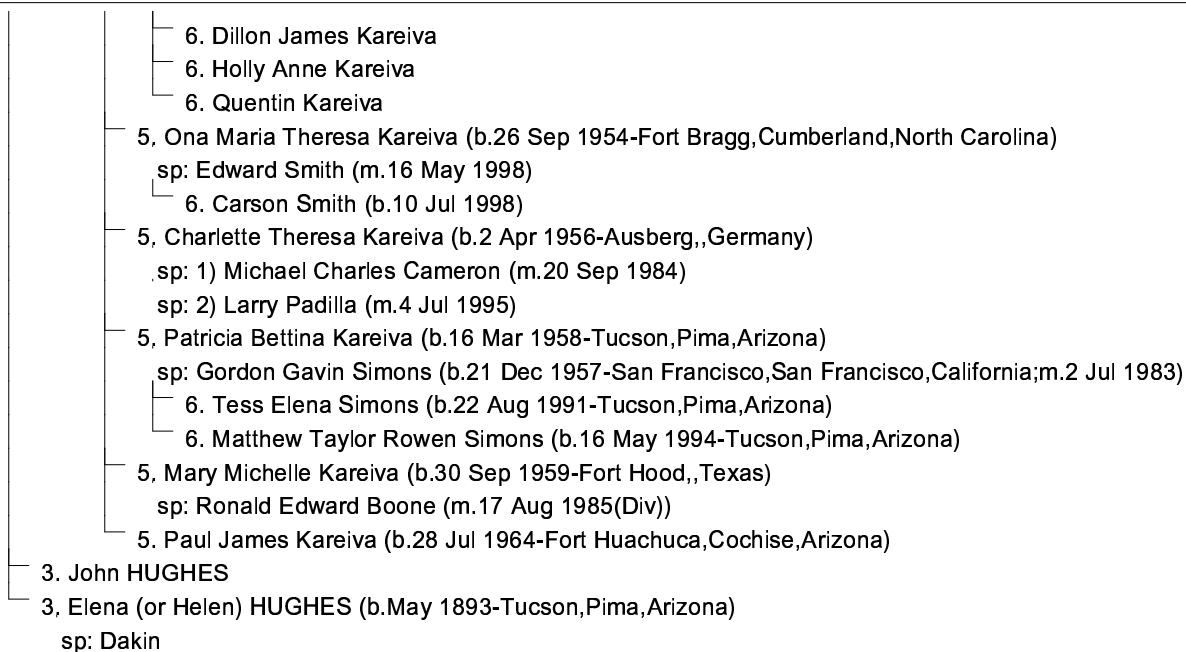 6. Dillon James Kareiva
6. Holly Anne Kareiva
6. Quentin Kareiva
5. Ona Maria Theresa Kareiva (b.26 Sep 1954-Fort Bragg,Cumberland,North Carolina)
sp: Edward Smith (m.16 May 1998)
6. Carson Smith (b.10 Jul 1998)
5. Charlette Theresa Kareiva (b.2 Apr 1956-Ausberg,,Germany)
sp: 1) Michael Charles Cameron (m.20 Sep 1984)
sp: 2) Larry Padilla (m.4 Jul 1995)
5. Patricia Bettina Kareiva (b.16 Mar 1958-Tucson,Pima,Arizona)
sp: Gordon Gavin Simons (b.21 Dec 1957-San Francisco,San Francisco,California;m.2 Jul 1983)
6. Tess Elena Simons (b.22 Aug 1991-Tucson,Pima,Arizona)
6. Matthew Taylor Rowen Simons (b.16 May 1994-Tucson,Pima,Arizona)
5. Mary Michelle Kareiva (b.30 Sep 1959-Fort Hood,,Texas)
sp: Ronald Edward Boone (m.17 Aug 1985(Div))
5. Paul James Kareiva (b.28 Jul 1964-Fort Huachuca,Cochise,Arizona)
3. John HUGHES
3. Elena (or Helen) HUGHES (b.May 1893-Tucson,Pima,Arizona)
sp: Dakin